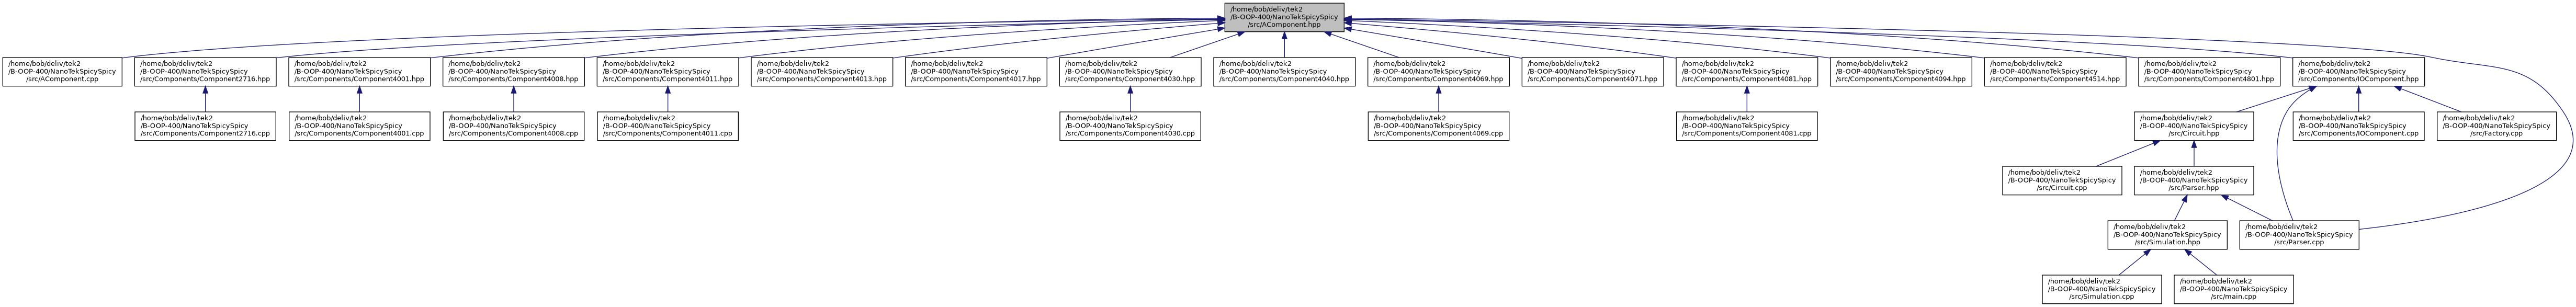 /home/bob/deliv/tek2
/B-OOP-400/NanoTekSpicySpicy
/src/AComponent.hpp
/home/bob/deliv/tek2
/B-OOP-400/NanoTekSpicySpicy
/src/AComponent.cpp
/home/bob/deliv/tek2
/B-OOP-400/NanoTekSpicySpicy
/src/Components/Component2716.hpp
/home/bob/deliv/tek2
/B-OOP-400/NanoTekSpicySpicy
/src/Components/Component4001.hpp
/home/bob/deliv/tek2
/B-OOP-400/NanoTekSpicySpicy
/src/Components/Component4008.hpp
/home/bob/deliv/tek2
/B-OOP-400/NanoTekSpicySpicy
/src/Components/Component4011.hpp
/home/bob/deliv/tek2
/B-OOP-400/NanoTekSpicySpicy
/src/Components/Component4013.hpp
/home/bob/deliv/tek2
/B-OOP-400/NanoTekSpicySpicy
/src/Components/Component4017.hpp
/home/bob/deliv/tek2
/B-OOP-400/NanoTekSpicySpicy
/src/Components/Component4030.hpp
/home/bob/deliv/tek2
/B-OOP-400/NanoTekSpicySpicy
/src/Components/Component4040.hpp
/home/bob/deliv/tek2
/B-OOP-400/NanoTekSpicySpicy
/src/Components/Component4069.hpp
/home/bob/deliv/tek2
/B-OOP-400/NanoTekSpicySpicy
/src/Components/Component4071.hpp
/home/bob/deliv/tek2
/B-OOP-400/NanoTekSpicySpicy
/src/Components/Component4081.hpp
/home/bob/deliv/tek2
/B-OOP-400/NanoTekSpicySpicy
/src/Components/Component4094.hpp
/home/bob/deliv/tek2
/B-OOP-400/NanoTekSpicySpicy
/src/Components/Component4514.hpp
/home/bob/deliv/tek2
/B-OOP-400/NanoTekSpicySpicy
/src/Components/Component4801.hpp
/home/bob/deliv/tek2
/B-OOP-400/NanoTekSpicySpicy
/src/Components/IOComponent.hpp
/home/bob/deliv/tek2
/B-OOP-400/NanoTekSpicySpicy
/src/Components/Component2716.cpp
/home/bob/deliv/tek2
/B-OOP-400/NanoTekSpicySpicy
/src/Components/Component4001.cpp
/home/bob/deliv/tek2
/B-OOP-400/NanoTekSpicySpicy
/src/Components/Component4008.cpp
/home/bob/deliv/tek2
/B-OOP-400/NanoTekSpicySpicy
/src/Components/Component4011.cpp
/home/bob/deliv/tek2
/B-OOP-400/NanoTekSpicySpicy
/src/Components/Component4030.cpp
/home/bob/deliv/tek2
/B-OOP-400/NanoTekSpicySpicy
/src/Components/Component4069.cpp
/home/bob/deliv/tek2
/B-OOP-400/NanoTekSpicySpicy
/src/Components/Component4081.cpp
/home/bob/deliv/tek2
/B-OOP-400/NanoTekSpicySpicy
/src/Circuit.hpp
/home/bob/deliv/tek2
/B-OOP-400/NanoTekSpicySpicy
/src/Components/IOComponent.cpp
/home/bob/deliv/tek2
/B-OOP-400/NanoTekSpicySpicy
/src/Factory.cpp
/home/bob/deliv/tek2
/B-OOP-400/NanoTekSpicySpicy
/src/Circuit.cpp
/home/bob/deliv/tek2
/B-OOP-400/NanoTekSpicySpicy
/src/Parser.hpp
/home/bob/deliv/tek2
/B-OOP-400/NanoTekSpicySpicy
/src/Simulation.hpp
/home/bob/deliv/tek2
/B-OOP-400/NanoTekSpicySpicy
/src/Parser.cpp
/home/bob/deliv/tek2
/B-OOP-400/NanoTekSpicySpicy
/src/Simulation.cpp
/home/bob/deliv/tek2
/B-OOP-400/NanoTekSpicySpicy
/src/main.cpp